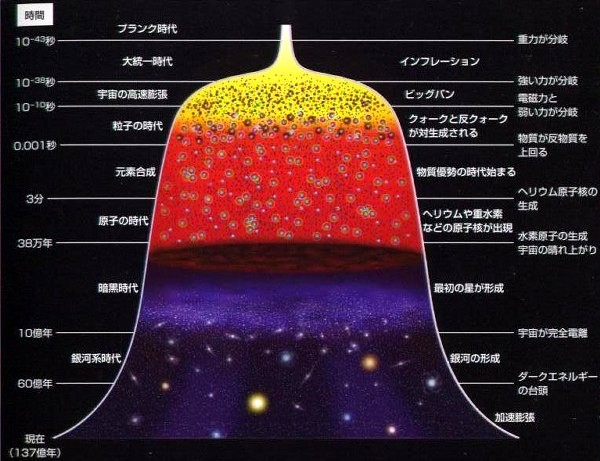 時間
プランク時代
10⁻⁴³秒
重力が分岐
大統一時代
インフレーション
10⁻³⁸秒
強い力が分岐
宇宙の高速膨張
ビッグバン
10⁻¹⁰秒
電磁力と
弱い力が分岐
粒子の時代
クォークと反クォーク
が対生成される
0.001秒
物質が反物質を
上回る
元素合成
物質優勢の時代始まる
3分
ヘリウム原子核の
生成
原子の時代
ヘリウムや重水素
などの原子核が出現
38万年
水素原子の生成
宇宙の晴れ上がり
暗黒時代
最初の星が形成
10億年
宇宙が完全電離
銀河系時代
銀河の形成
60億年
ダークエネルギー
の台頭
加速膨張
現在
（137億年）